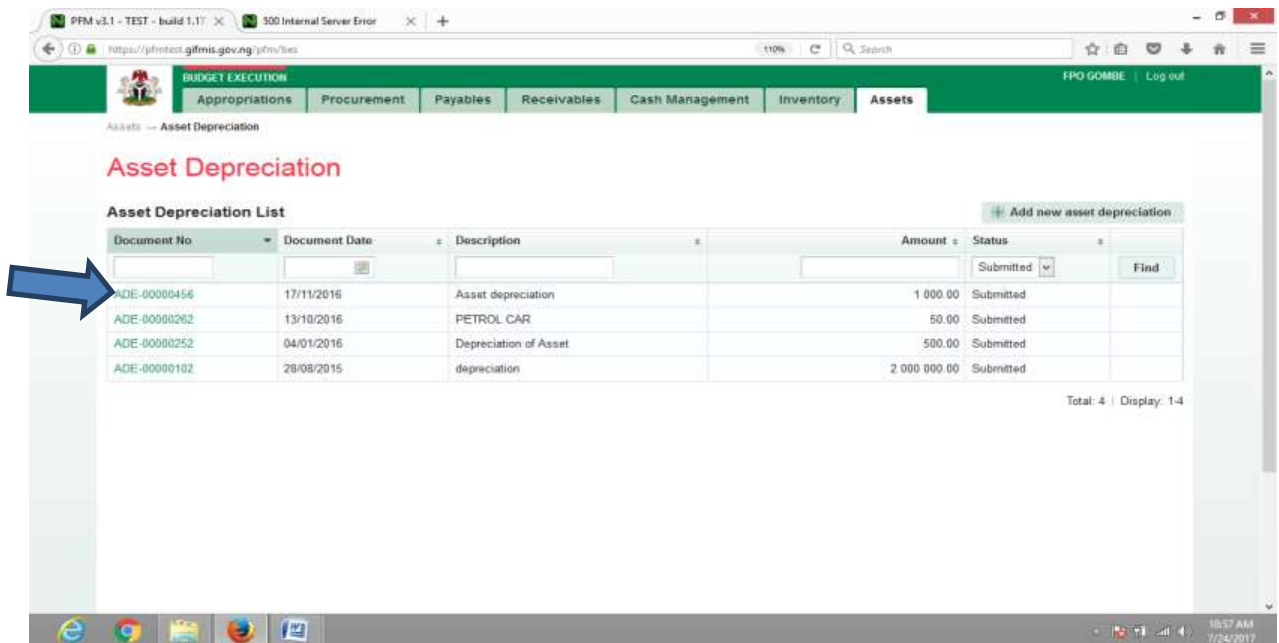 PFM v3.1 - TEST - build 1.17 500 Internal Server Error
https://pfmtest.gifmis.gov.ng/pfm/bes 110% Search
BUDGET EXECUTION FPO GOMBE | Log out
Appropriations Procurement Payables Receivables Cash Management Inventory Assets
Assets → Asset Depreciation
Asset Depreciation
Asset Depreciation List Add new asset depreciation
Document No Document Date Description Amount Status
Submitted Find
ADE-00000456 17/11/2016 Asset depreciation 1 000.00 Submitted
ADE-00000262 13/10/2016 PETROL CAR 50.00 Submitted
ADE-00000252 04/01/2016 Depreciation of Asset 500.00 Submitted
ADE-00000102 28/08/2015 depreciation 2 000 000.00 Submitted
Total: 4 | Display: 1-4
10:57 AM
7/24/2017